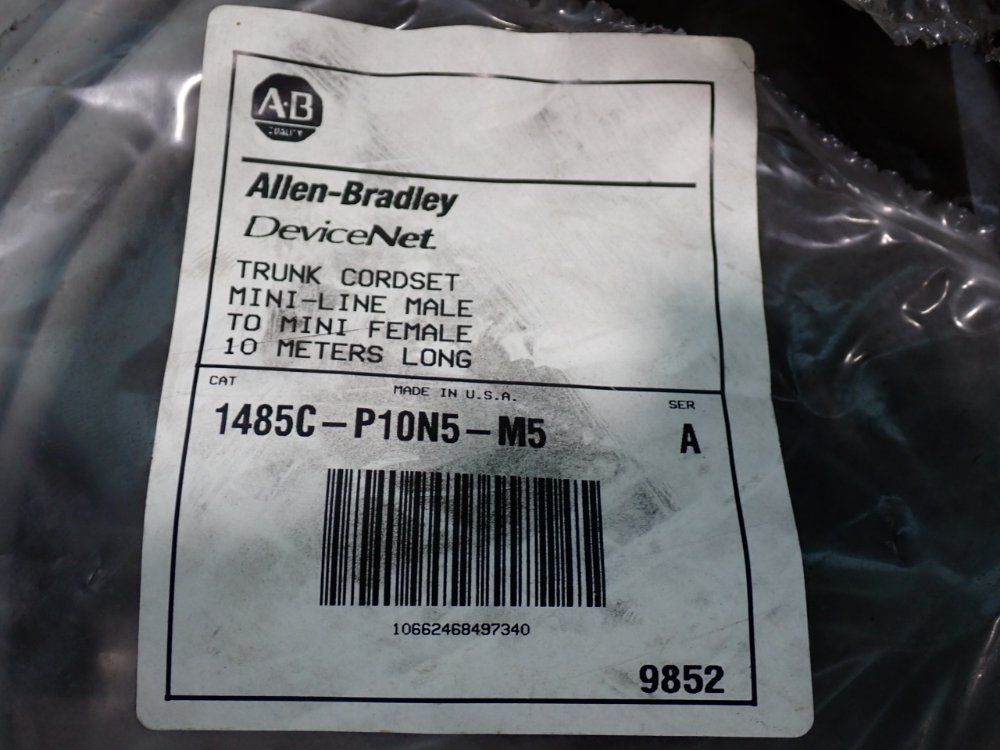 A·B
QUALITY
Allen-Bradley
DeviceNet
TRUNK CORDSET
MINI-LINE MALE
TO MINI FEMALE
10 METERS LONG
CAT
MADE IN U.S.A.
SER
1485C-P10N5-M5
A
10662468497340
9852